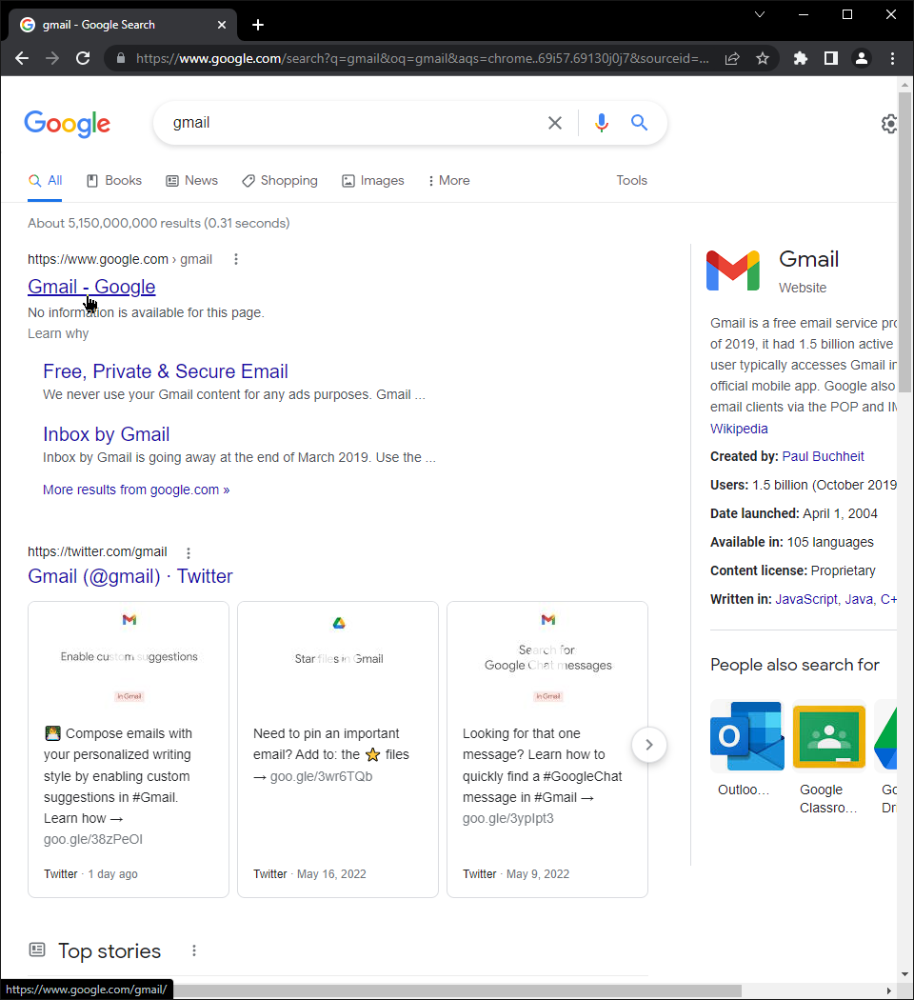 gmail - Google Search
https://www.google.com/search?q=gmail&oq=gmail&aqs=chrome..69i57.69130j0j7&sourceid=...
Google
gmail
All
Books
News
Shopping
Images
More
Tools
About 5,150,000,000 results (0.31 seconds)
https://www.google.com › gmail
Gmail - Google
No information is available for this page.
Learn why
Free, Private & Secure Email
We never use your Gmail content for any ads purposes. Gmail ...
Inbox by Gmail
Inbox by Gmail is going away at the end of March 2019. Use the ...
More results from google.com »
https://twitter.com/gmail
Gmail (@gmail) · Twitter
Enable custom suggestions
in Gmail
Compose emails with
your personalized writing
style by enabling custom
suggestions in #Gmail.
Learn how →
goo.gle/38zPeOI
Twitter · 1 day ago
Star files in Gmail
Need to pin an important
email? Add to: the ⭐ files
→ goo.gle/3wr6TQb
Twitter · May 16, 2022
Search for
Google Chat messages
in Gmail
Looking for that one
message? Learn how to
quickly find a #GoogleChat
message in #Gmail →
goo.gle/3ypIpt3
Twitter · May 9, 2022
Top stories
Gmail
Website
Gmail is a free email service
of 2019, it had 1.5 billion active
user typically accesses Gmail
official mobile app. Google also
email clients via the POP and
Wikipedia
Created by: Paul Buchheit
Users: 1.5 billion (October 2019
Date launched: April 1, 2004
Available in: 105 languages
Content license: Proprietary
Written in: JavaScript, Java, C+
People also search for
O
Outloo...
Google
Classro...
https://www.google.com/gmail/